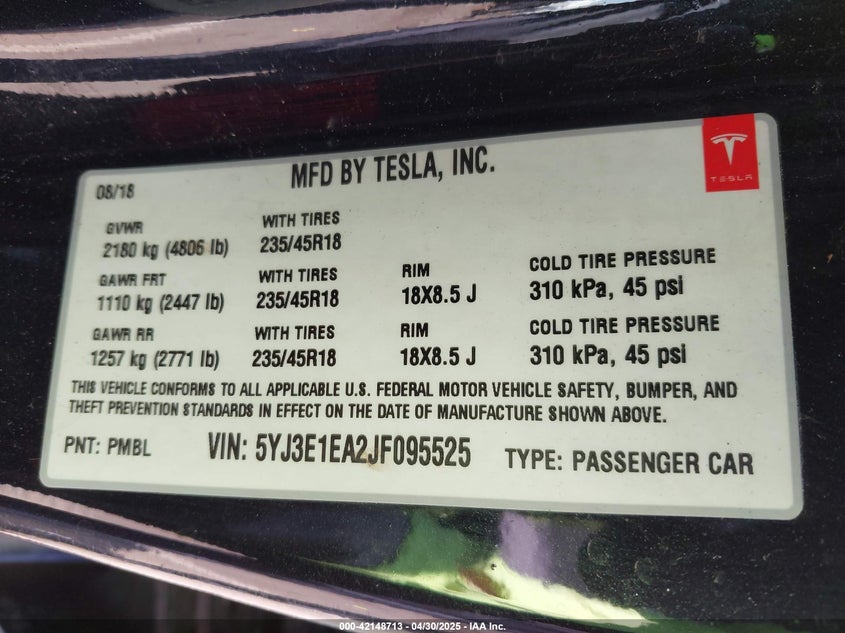 MFD BY TESLA, INC.
TESLA
08/18
GVWR
2180 kg (4806 lb)
WITH TIRES
235/45R18
GAWR FRT
1110 kg (2447 lb)
WITH TIRES
235/45R18
RIM
18X8.5 J
COLD TIRE PRESSURE
310 kPa, 45 psi
GAWR RR
1257 kg (2771 lb)
WITH TIRES
235/45R18
RIM
18X8.5 J
COLD TIRE PRESSURE
310 kPa, 45 psi
THIS VEHICLE CONFORMS TO ALL APPLICABLE U.S. FEDERAL MOTOR VEHICLE SAFETY, BUMPER, AND
THEFT PREVENTION STANDARDS IN EFFECT ON THE DATE OF MANUFACTURE SHOWN ABOVE.
PNT: PMBL
VIN: 5YJ3E1EA2JF095525
TYPE: PASSENGER CAR
000-42148713 - 04/30/2025 - IAA Inc.